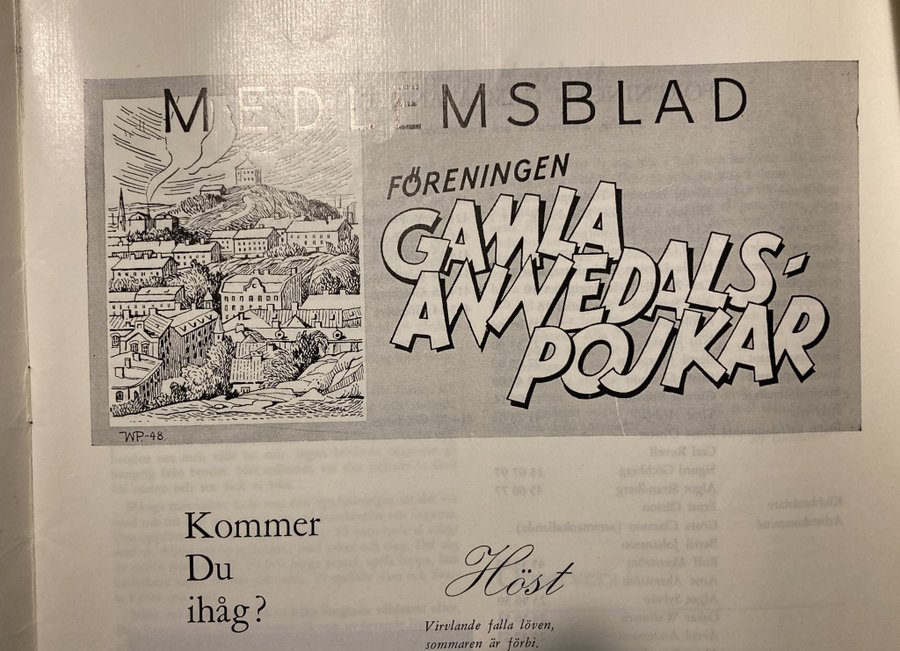 MEDLEMSBLAD
FÖRENINGEN
GAMLA
ANNEDALS-
POJKAR
WP.-48.
Kommer
Du
ihåg?
Höst
Virvlande falla löven,
sommaren är förbi.